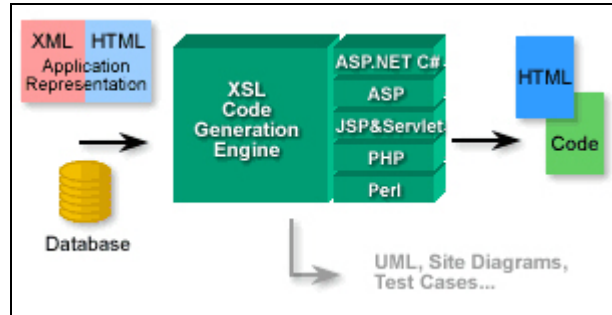 XML HTML
Application
Representation
Database
XSL
Code
Generation
Engine
ASP.NET C#
ASP
JSP&Servlet
PHP
Perl
HTML
Code
UML, Site Diagrams,
Test Cases...